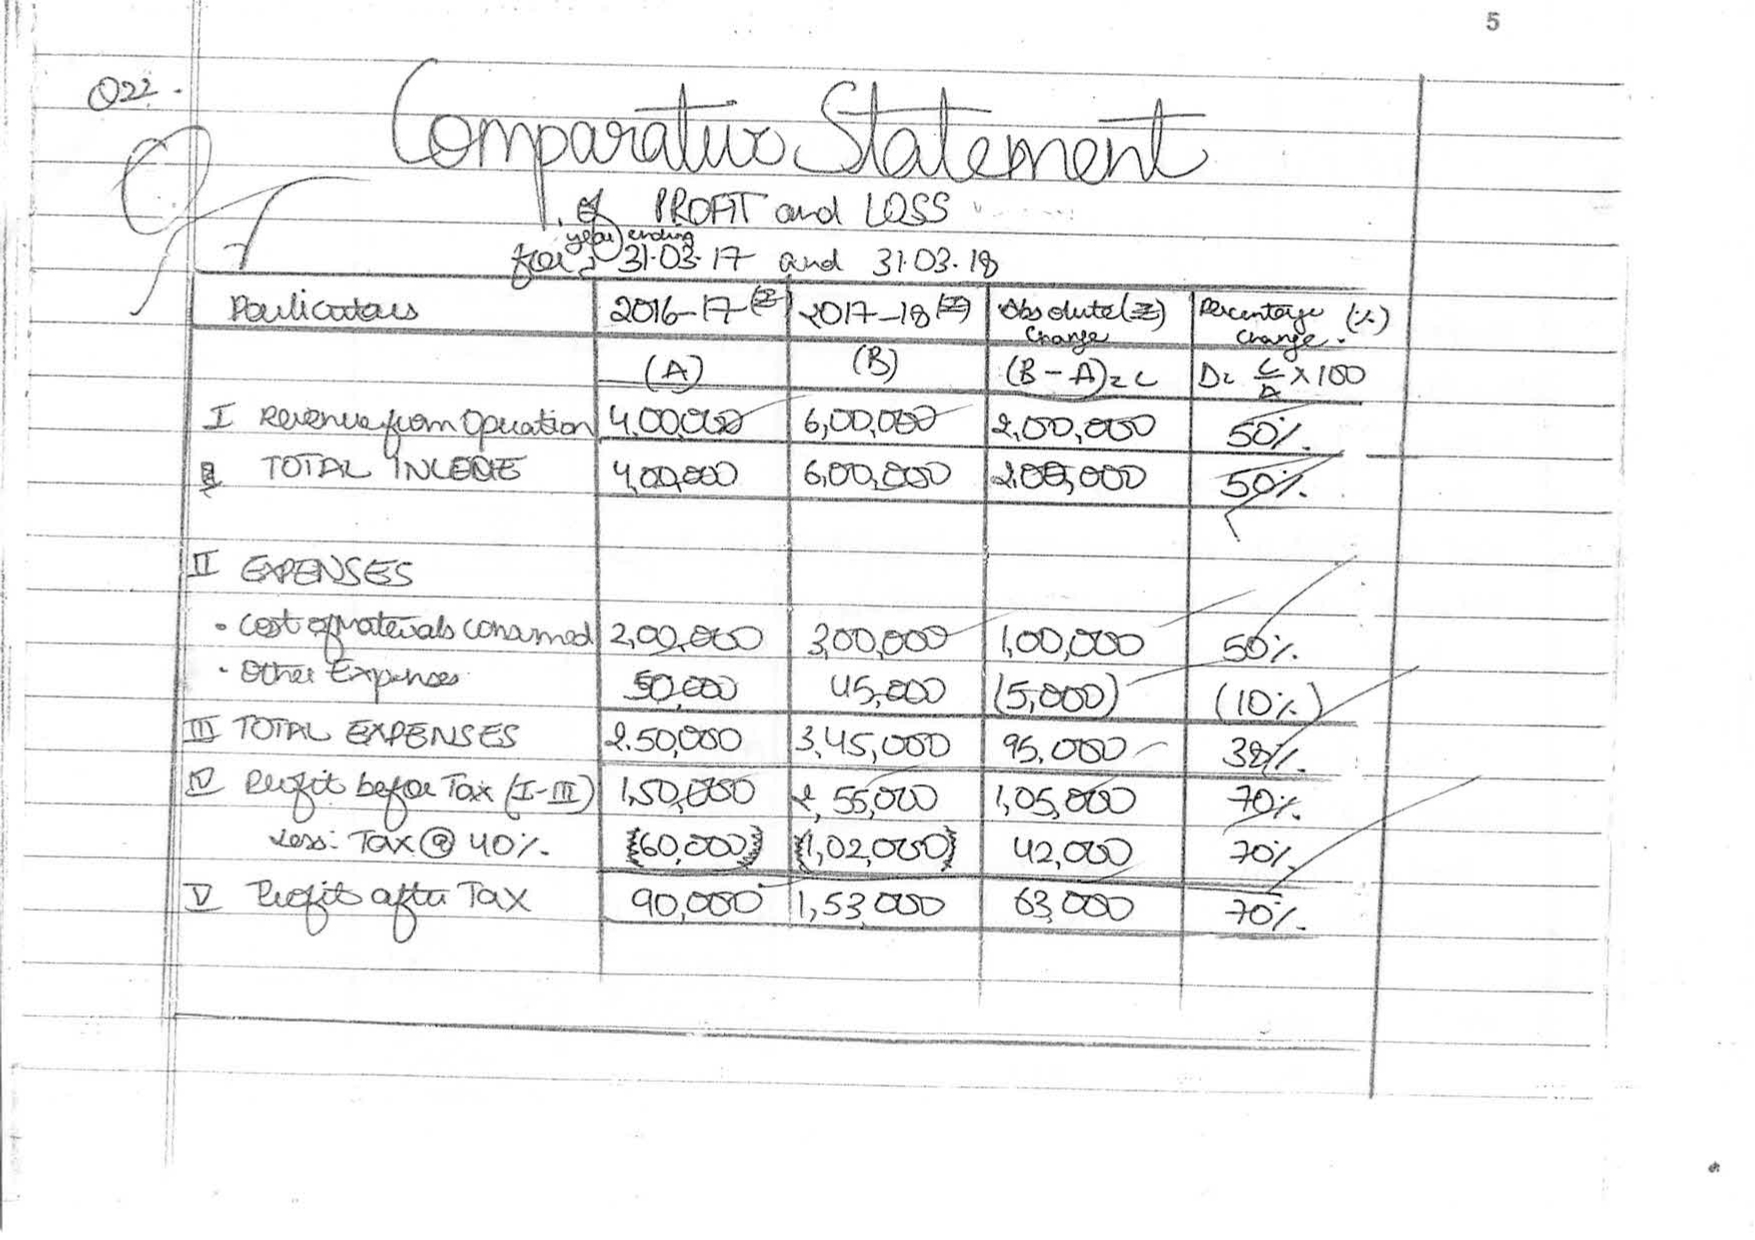 5
Q22.
Comparative Statement
of PROFIT and LOSS
for year ending 31.03.17 and 31.03.18
Particulars 2016-17 (₹) 2017-18 (₹) Absolute (₹) Change Percentage (%) Change.
(A) (B) (B - A) = C D = C/A × 100
I Revenue from Operation 4,00,000 6,00,000 2,00,000 50%.
TOTAL INCOME 4,00,000 6,00,000 2,00,000 50%.
II EXPENSES
• Cost of Materials Consumed 2,00,000 3,00,000 1,00,000 50%.
• Other Expenses 50,000 45,000 (5,000) (10%)
III TOTAL EXPENSES 2,50,000 3,45,000 95,000 38%.
IV Profit before Tax (I-III) 1,50,000 2,55,000 1,05,000 70%.
Less: Tax @ 40%. (60,000) (1,02,000) 42,000 70%.
V Profit after Tax 90,000 1,53,000 63,000 70%.